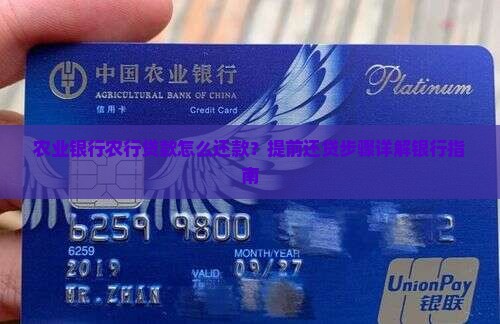 中国农业银行 Platinum
AGRICULTURAL BANK OF CHINA
信用卡 Credit Card
农业银行农行贷款怎么还款？提前还贷步骤详解银行指
南
6259 9800 2
6259 MONTH/YEAR
2019 VALID 09/27
MR.ZHAN
UnionPay
银联